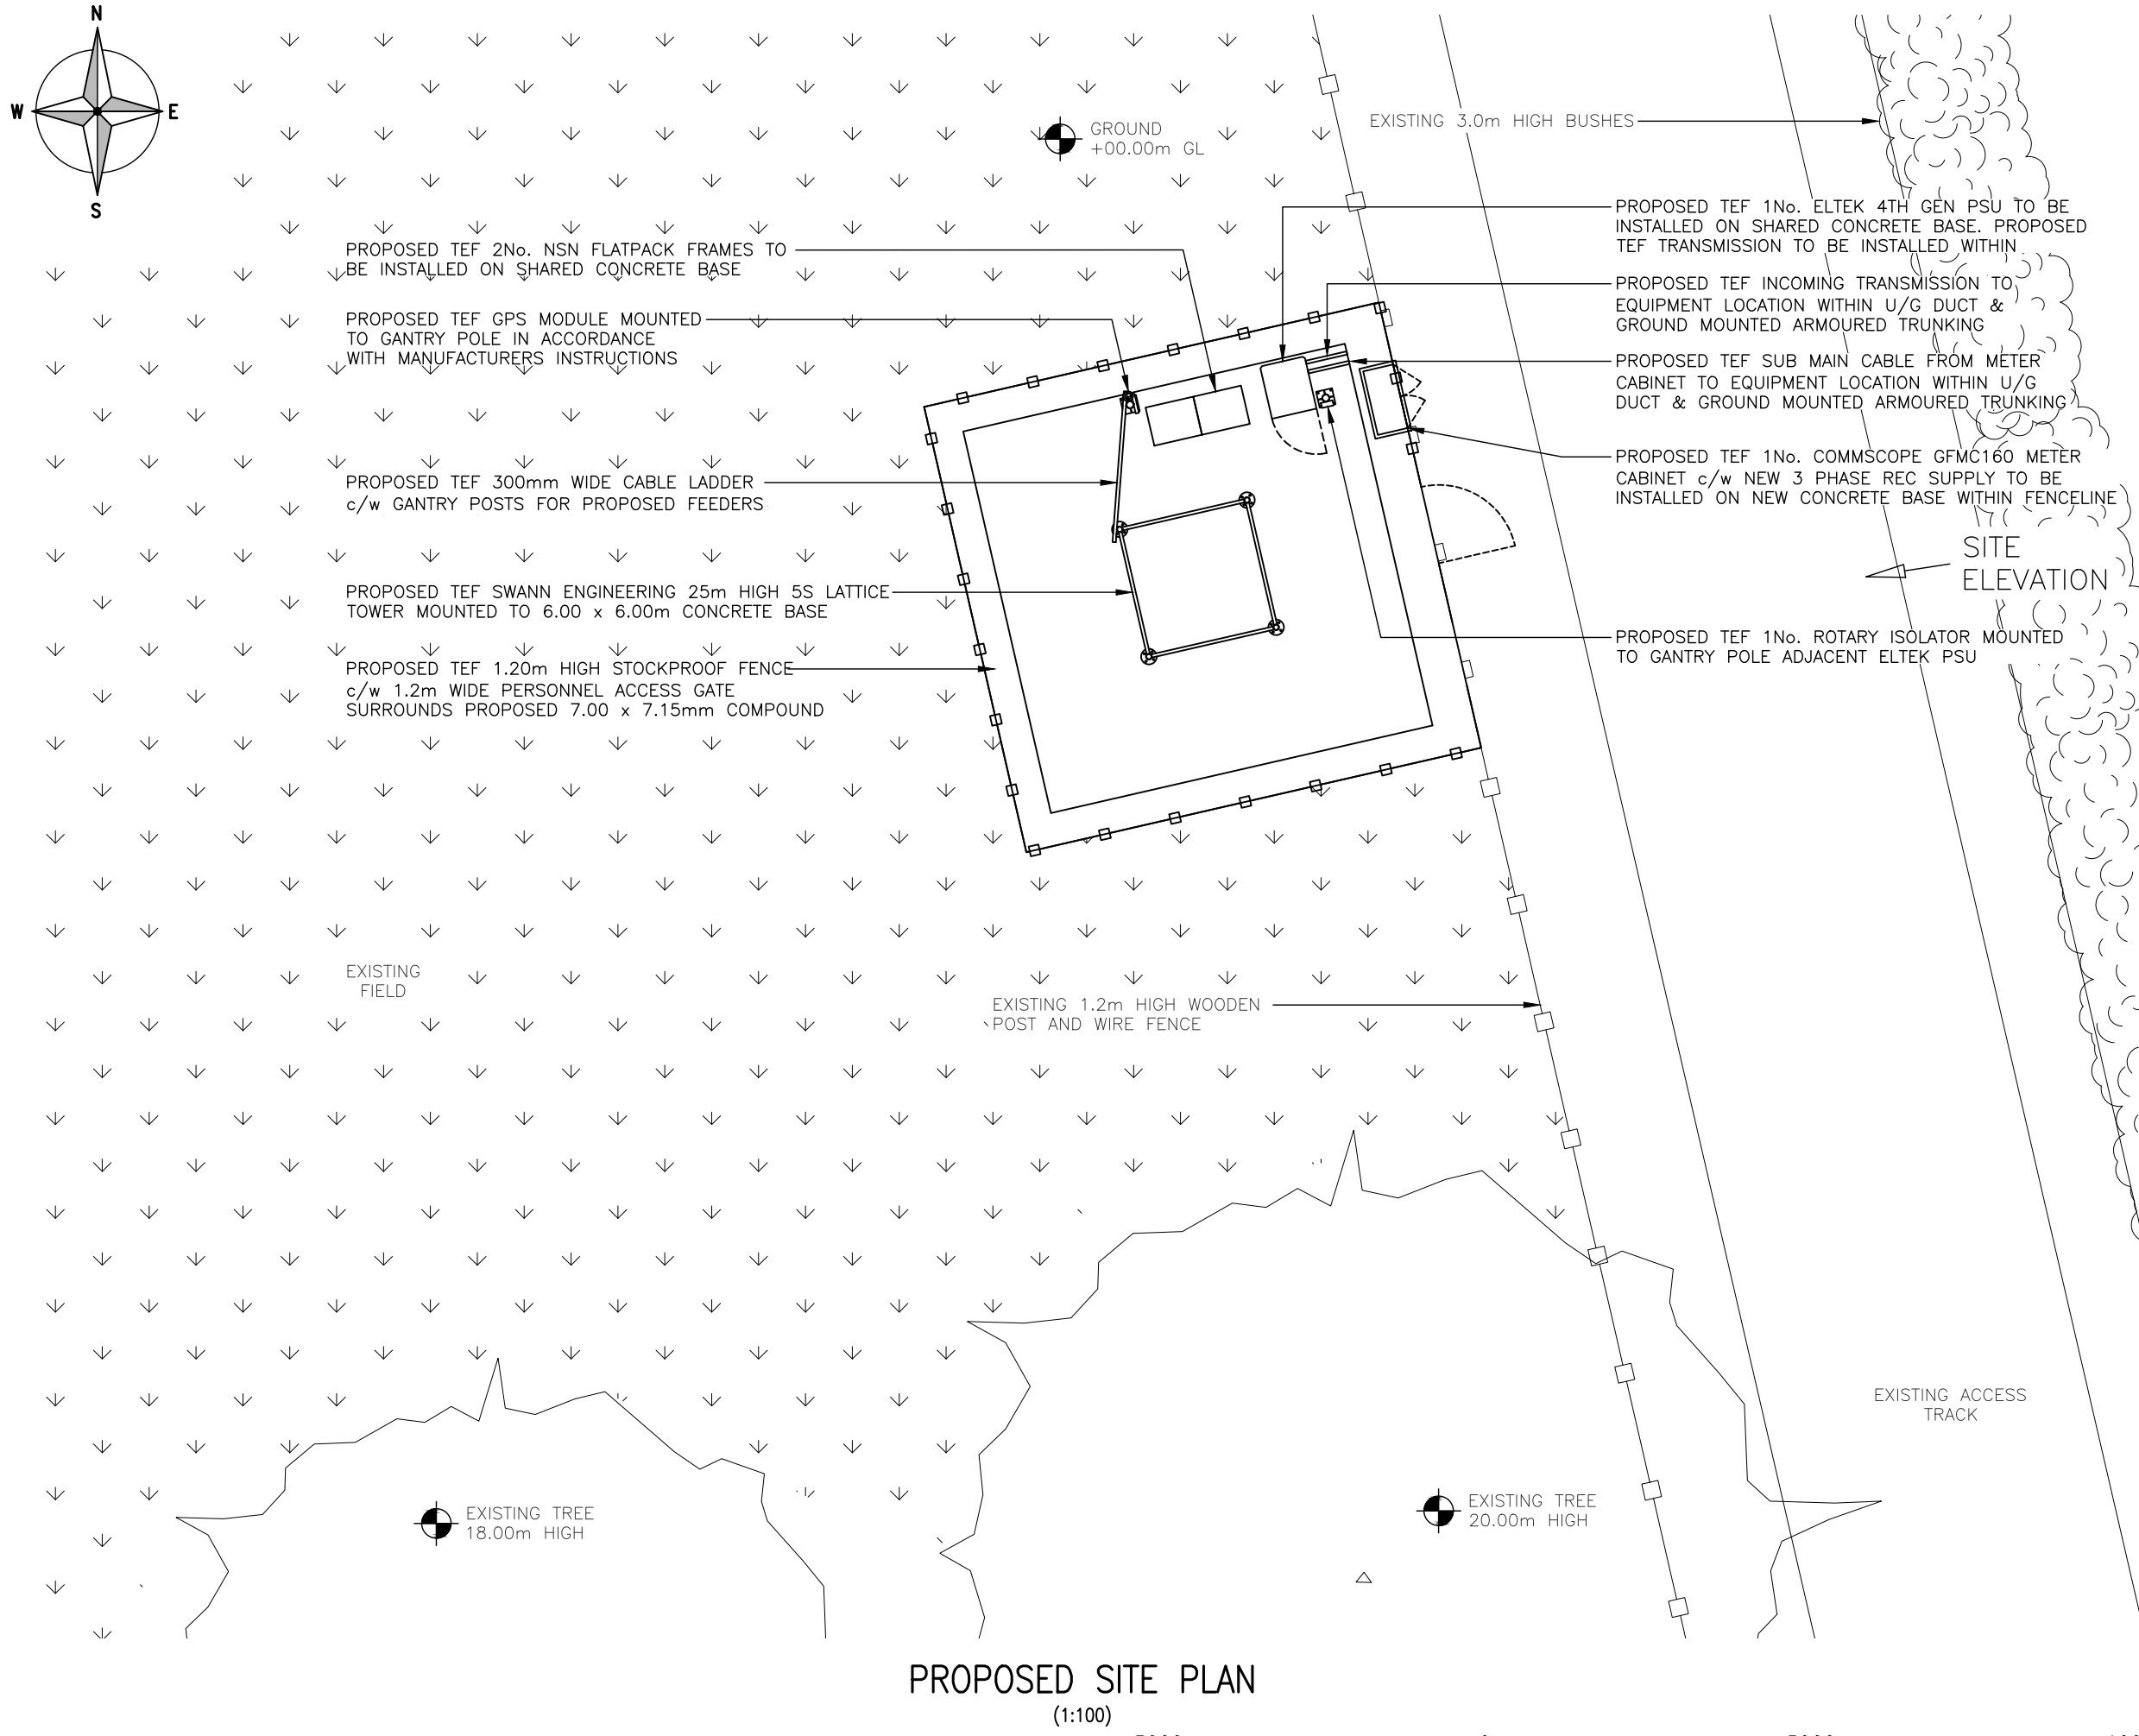 N
W
E
S
GROUND
+00.00m GL
EXISTING 3.0m HIGH BUSHES
PROPOSED TEF 2No. NSN FLATPACK FRAMES TO
BE INSTALLED ON SHARED CONCRETE BASE
PROPOSED TEF GPS MODULE MOUNTED
TO GANTRY POLE IN ACCORDANCE
WITH MANUFACTURERS INSTRUCTIONS
PROPOSED TEF 300mm WIDE CABLE LADDER
c/w GANTRY POSTS FOR PROPOSED FEEDERS
PROPOSED TEF SWANN ENGINEERING 25m HIGH 5S LATTICE
TOWER MOUNTED TO 6.00 x 6.00m CONCRETE BASE
PROPOSED TEF 1.20m HIGH STOCKPROOF FENCE
c/w 1.2m WIDE PERSONNEL ACCESS GATE
SURROUNDS PROPOSED 7.00 x 7.15mm COMPOUND
PROPOSED TEF 1No. ELTEK 4TH GEN PSU TO BE
INSTALLED ON SHARED CONCRETE BASE. PROPOSED
TEF TRANSMISSION TO BE INSTALLED WITHIN
PROPOSED TEF INCOMING TRANSMISSION TO
EQUIPMENT LOCATION WITHIN U/G DUCT &
GROUND MOUNTED ARMOURED TRUNKING
PROPOSED TEF SUB MAIN CABLE FROM METER
CABINET TO EQUIPMENT LOCATION WITHIN U/G
DUCT & GROUND MOUNTED ARMOURED TRUNKING
PROPOSED TEF 1No. COMMSCOPE GFMC160 METER
CABINET c/w NEW 3 PHASE REC SUPPLY TO BE
INSTALLED ON NEW CONCRETE BASE WITHIN FENCELINE
SITE
ELEVATION
PROPOSED TEF 1No. ROTARY ISOLATOR MOUNTED
TO GANTRY POLE ADJACENT ELTEK PSU
EXISTING
FIELD
EXISTING 1.2m HIGH WOODEN
POST AND WIRE FENCE
EXISTING ACCESS
TRACK
EXISTING TREE
18.00m HIGH
EXISTING TREE
20.00m HIGH
PROPOSED SITE PLAN
(1:100)